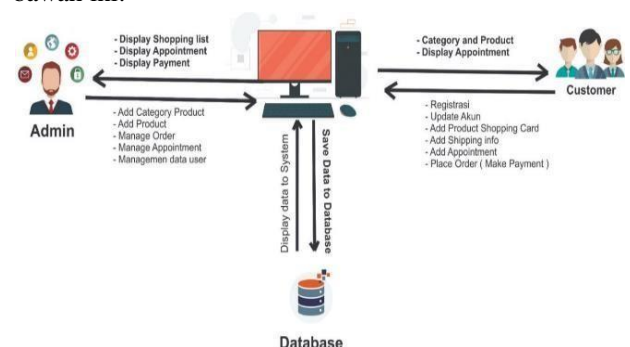 bawah ini.
- Display Shopping list
- Display Appointment
- Display Payment
Admin
- Add Category Product
- Add Product
- Manage Order
- Manage Appointment
- Managemen data user
- Category and Product
- Display Appointment
Customer
- Registrasi
- Update Akun
- Add Product Shopping Card
- Add Shipping info
- Add Appointment
- Place Order ( Make Payment )
Display data to System
Save Data to Database
Database